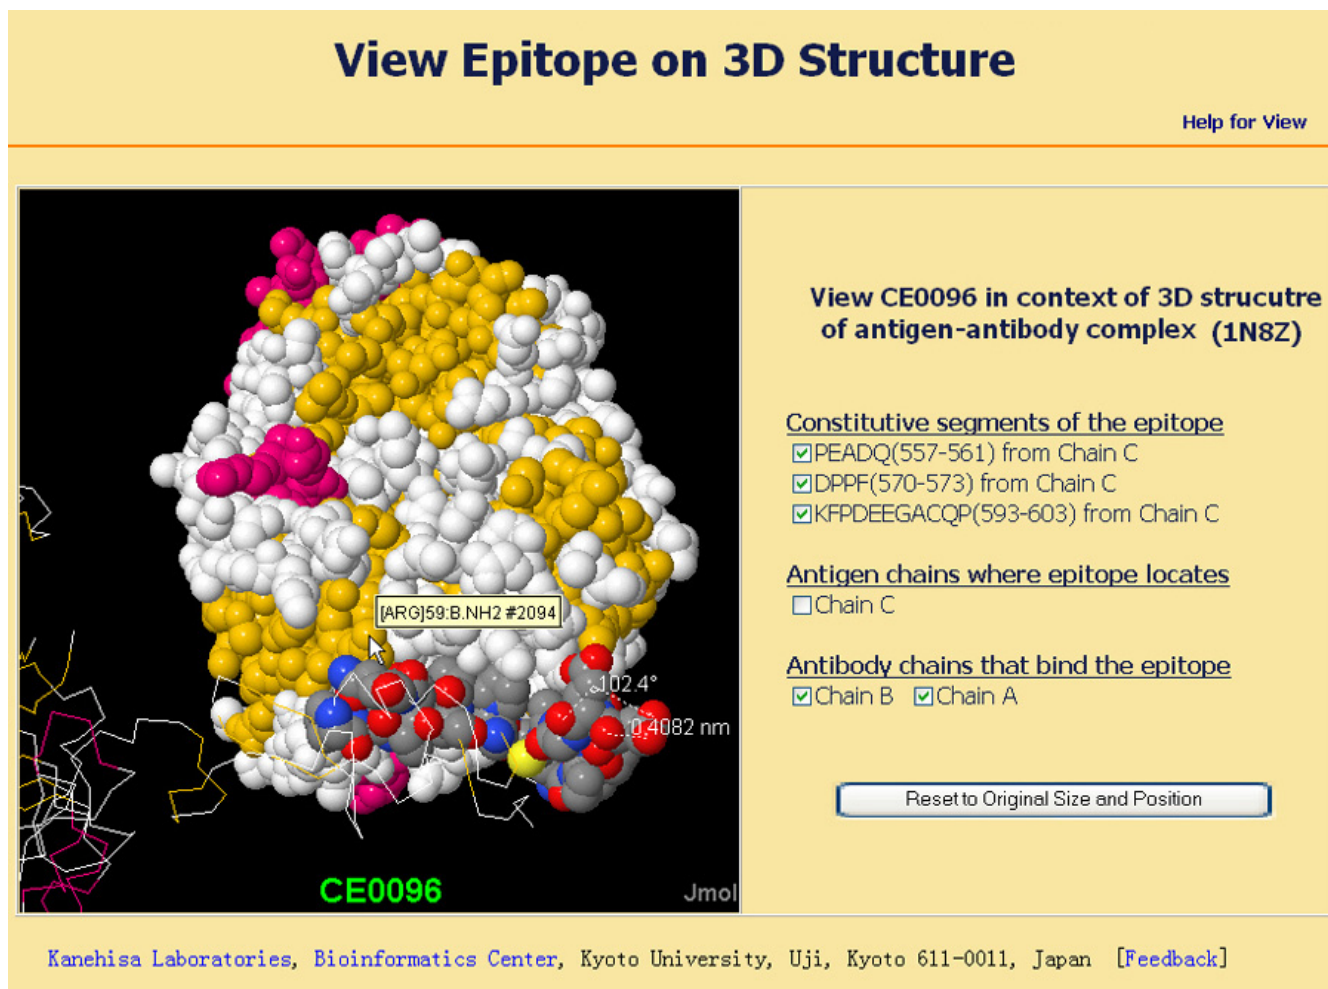 View Epitope on 3D Structure
Help for View
View CE0096 in context of 3D strucutre
of antigen-antibody complex (1N8Z)
Constitutive segments of the epitope
PEADQ(557-561) from Chain C
DPPF(570-573) from Chain C
KFPDEEGACQP(593-603) from Chain C
Antigen chains where epitope locates
Chain C
Antibody chains that bind the epitope
Chain B Chain A
Reset to Original Size and Position
[ARG]59:B.NH2 #2094
102.4°
0.4082 nm
CE0096
Jmol
Kanehisa Laboratories, Bioinformatics Center, Kyoto University, Uji, Kyoto 611-0011, Japan [Feedback]